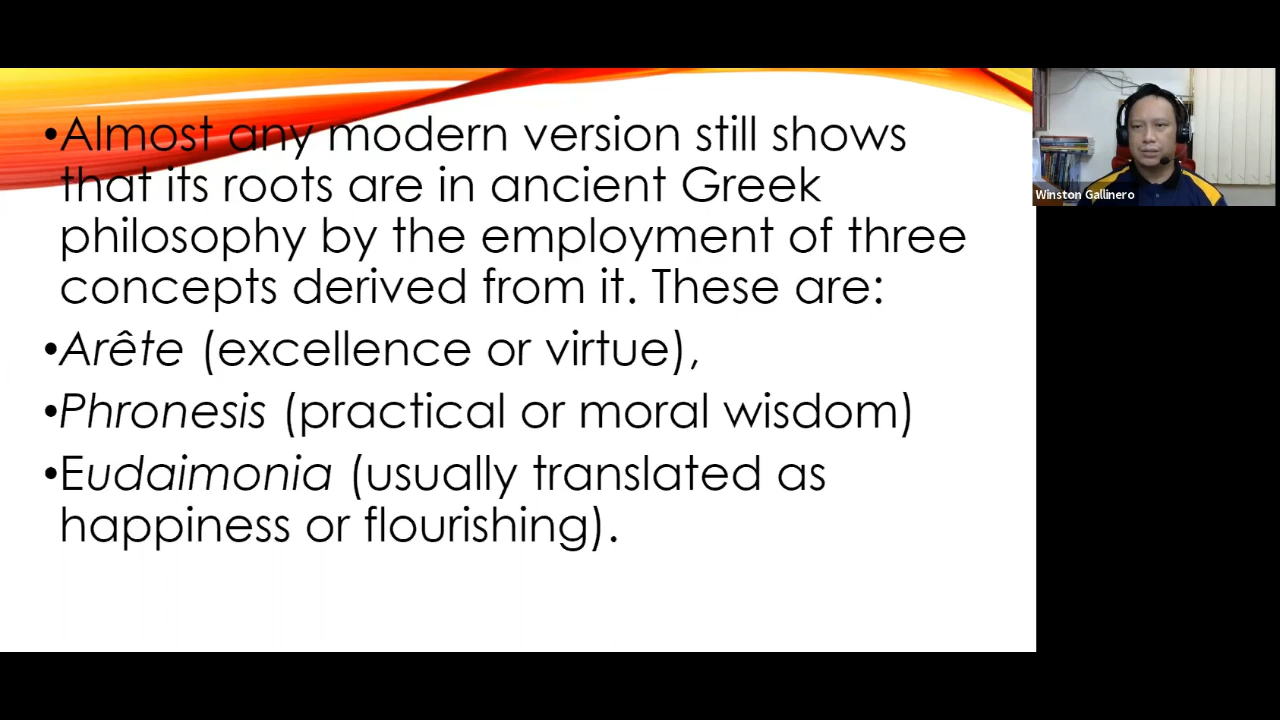 •Almost any modern version still shows
that its roots are in ancient Greek
philosophy by the employment of three
concepts derived from it. These are:
•Arête (excellence or virtue),
•Phronesis (practical or moral wisdom)
•Eudaimonia (usually translated as
happiness or flourishing).
Winston Gallinero